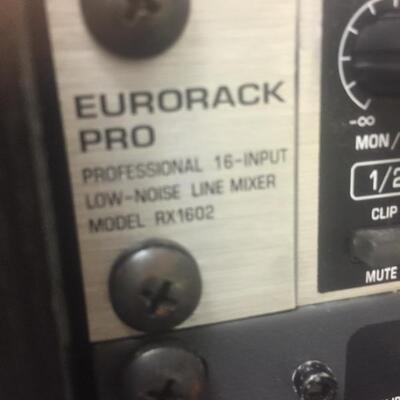 EURORACK
PRO
PROFESSIONAL 16-INPUT
LOW-NOISE LINE MIXER
MODEL RX1602
-∞
MON/
1/2
CLIP
MUTE